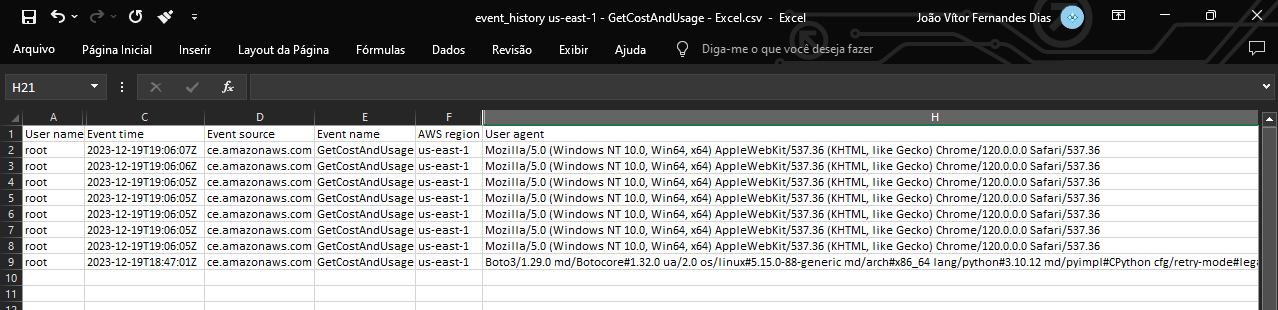 event_history us-east-1 - GetCostAndUsage - Excel.csv - Excel João Vítor Fernandes Dias
Arquivo Página Inicial Inserir Layout da Página Fórmulas Dados Revisão Exibir Ajuda Diga-me o que você deseja fazer
H21 fx
A C D E F H
1 User name Event time Event source Event name AWS region User agent
2 root 2023-12-19T19:06:07Z ce.amazonaws.com GetCostAndUsage us-east-1 Mozilla/5.0 (Windows NT 10.0, Win64, x64) AppleWebKit/537.36 (KHTML, like Gecko) Chrome/120.0.0.0 Safari/537.36
3 root 2023-12-19T19:06:06Z ce.amazonaws.com GetCostAndUsage us-east-1 Mozilla/5.0 (Windows NT 10.0, Win64, x64) AppleWebKit/537.36 (KHTML, like Gecko) Chrome/120.0.0.0 Safari/537.36
4 root 2023-12-19T19:06:05Z ce.amazonaws.com GetCostAndUsage us-east-1 Mozilla/5.0 (Windows NT 10.0, Win64, x64) AppleWebKit/537.36 (KHTML, like Gecko) Chrome/120.0.0.0 Safari/537.36
5 root 2023-12-19T19:06:05Z ce.amazonaws.com GetCostAndUsage us-east-1 Mozilla/5.0 (Windows NT 10.0, Win64, x64) AppleWebKit/537.36 (KHTML, like Gecko) Chrome/120.0.0.0 Safari/537.36
6 root 2023-12-19T19:06:05Z ce.amazonaws.com GetCostAndUsage us-east-1 Mozilla/5.0 (Windows NT 10.0, Win64, x64) AppleWebKit/537.36 (KHTML, like Gecko) Chrome/120.0.0.0 Safari/537.36
7 root 2023-12-19T19:06:05Z ce.amazonaws.com GetCostAndUsage us-east-1 Mozilla/5.0 (Windows NT 10.0, Win64, x64) AppleWebKit/537.36 (KHTML, like Gecko) Chrome/120.0.0.0 Safari/537.36
8 root 2023-12-19T19:06:05Z ce.amazonaws.com GetCostAndUsage us-east-1 Mozilla/5.0 (Windows NT 10.0, Win64, x64) AppleWebKit/537.36 (KHTML, like Gecko) Chrome/120.0.0.0 Safari/537.36
9 root 2023-12-19T18:47:01Z ce.amazonaws.com GetCostAndUsage us-east-1 Boto3/1.29.0 md/Botocore#1.32.0 ua/2.0 os/linux#5.15.0-88-generic md/arch#x86_64 lang/python#3.10.12 md/pyimpl#CPython cfg/retry-mode#lega
10
11
12